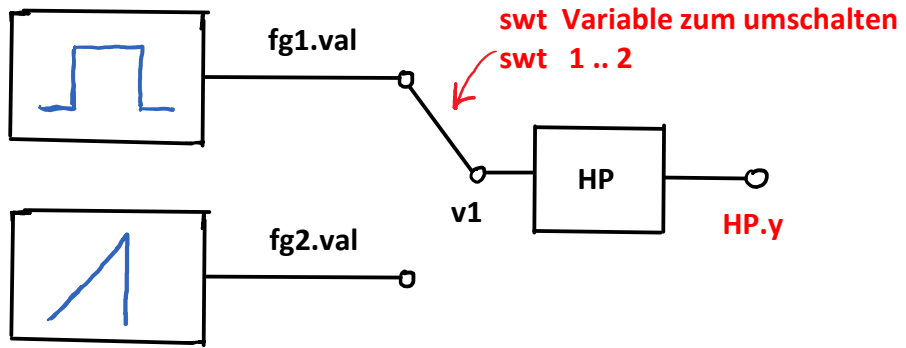 swt Variable zum umschalten
fg1.val
swt 1 .. 2
HP
v1
HP.y
fg2.val